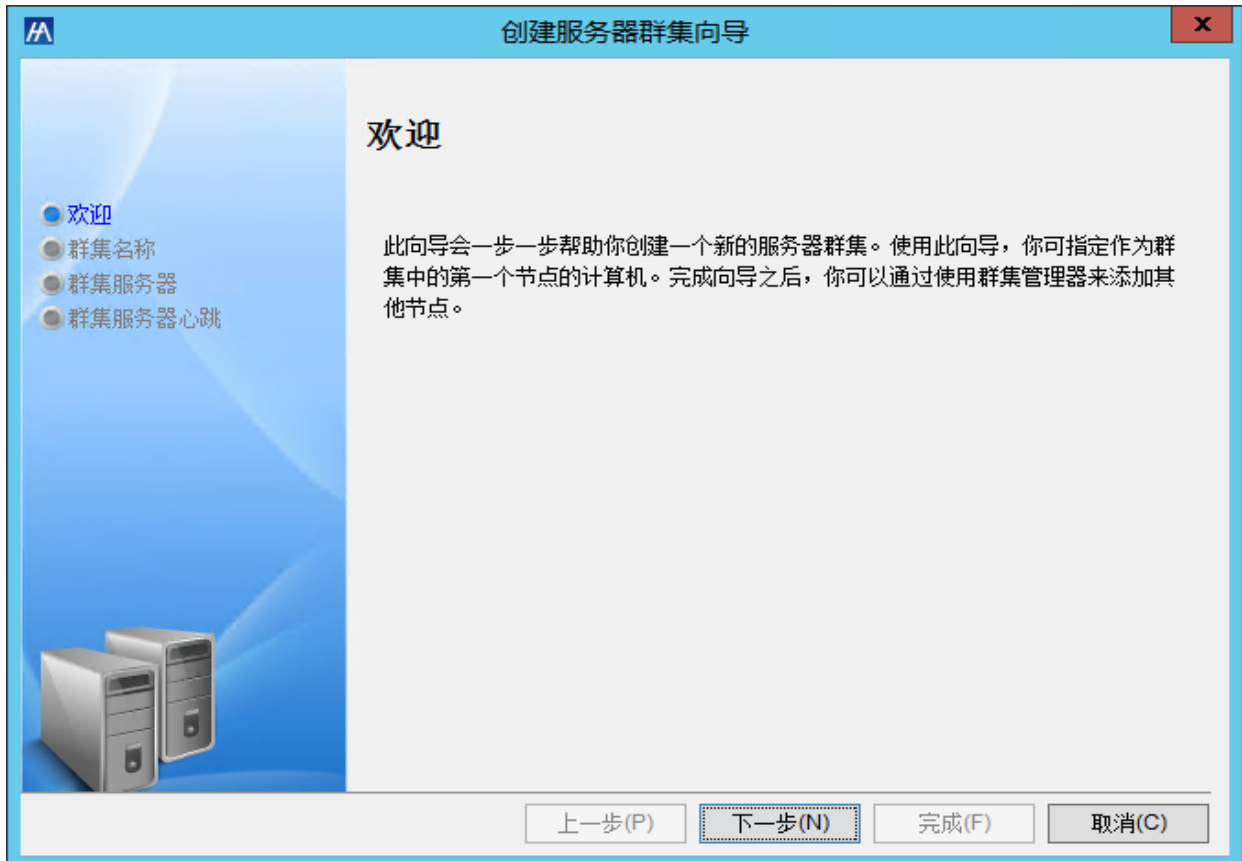 HA
创建服务器群集向导
x
欢迎
欢迎
群集名称
群集服务器
群集服务器心跳
此向导会一步一步帮助你创建一个新的服务器群集。使用此向导，你可指定作为群
集中的第一个节点的计算机。完成向导之后，你可以通过使用群集管理器来添加其
他节点。
上一步(P) 下一步(N) 完成(F) 取消(C)